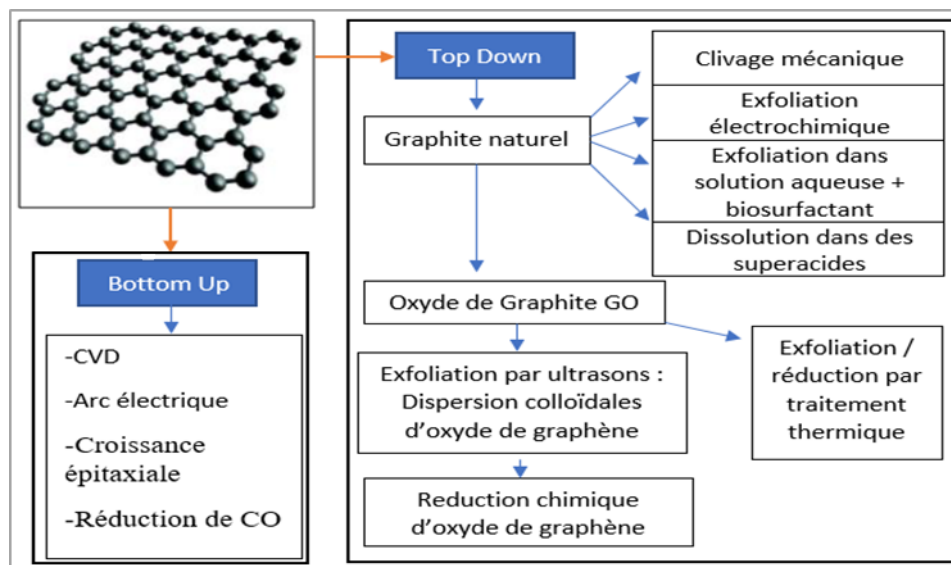 Top Down
Graphite naturel
Clivage mécanique
Exfoliation
électrochimique
Exfoliation dans
solution aqueuse +
biosurfactant
Dissolution dans des
superacides
Bottom Up
-CVD
-Arc électrique
-Croissance
épitaxiale
-Réduction de CO
Oxyde de Graphite GO
Exfoliation par ultrasons :
Dispersion colloïdales
d’oxyde de graphène
Reduction chimique
d’oxyde de graphène
Exfoliation /
réduction par
traitement
thermique